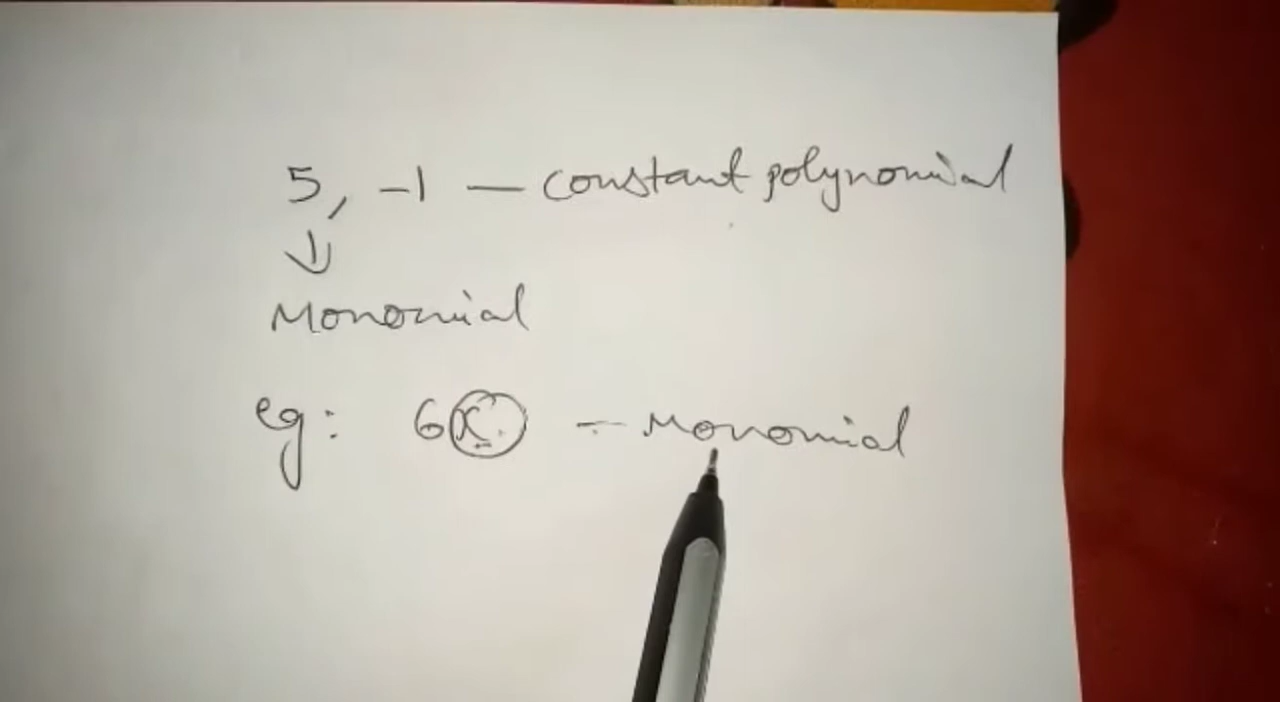 5, -1 — constant polynomial
↓
Monomial
eg: 6x — Monomial